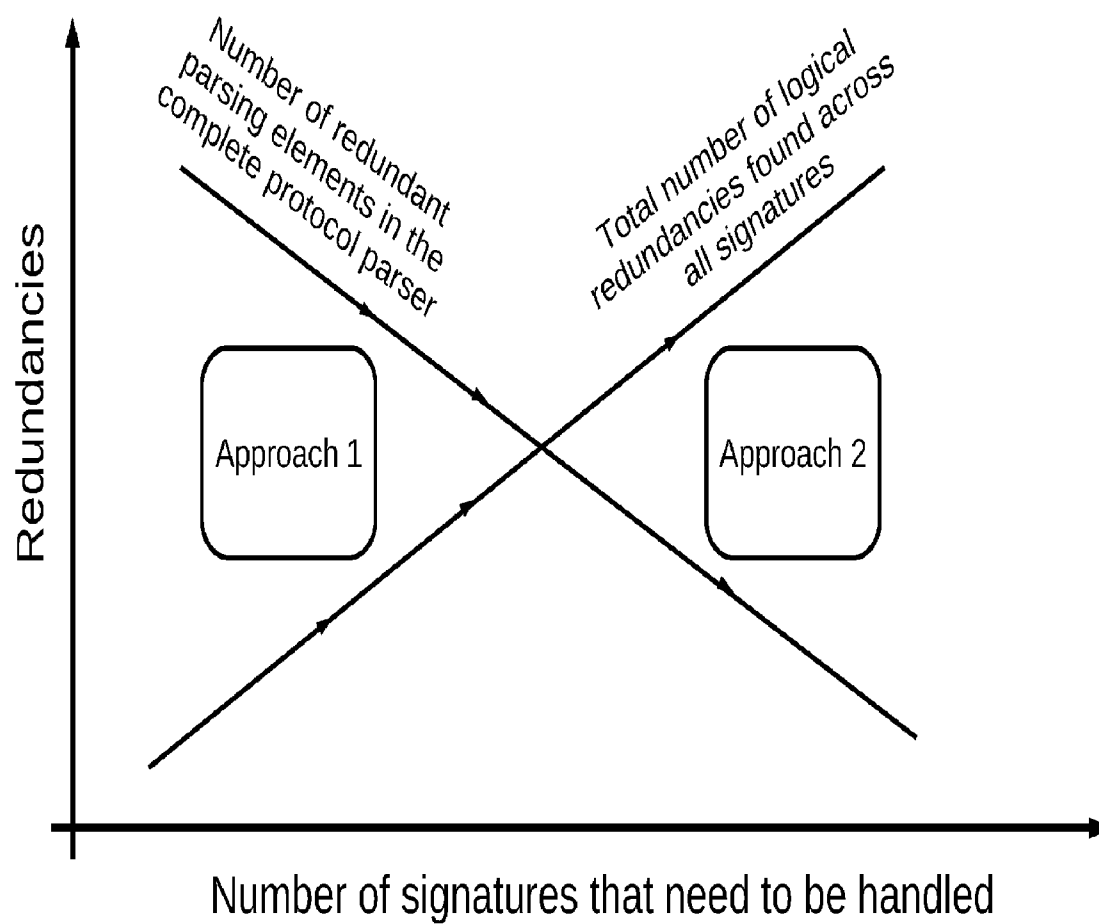 Number of redundant
parsing elements in the
complete protocol parser
Total number of logical
redundancies found across
all signatures
Redundancies
Approach 1
Approach 2
Number of signatures that need to be handled